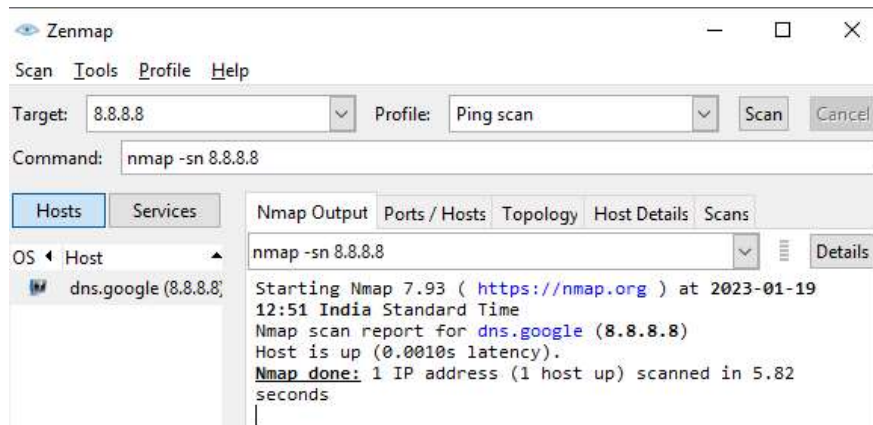 Zenmap
Scan Tools Profile Help
Target: 8.8.8.8 Profile: Ping scan Scan Cancel
Command: nmap -sn 8.8.8.8
Hosts Services Nmap Output Ports / Hosts Topology Host Details Scans
OS Host nmap -sn 8.8.8.8 Details
dns.google (8.8.8.8)
Starting Nmap 7.93 ( https://nmap.org ) at 2023-01-19
12:51 India Standard Time
Nmap scan report for dns.google (8.8.8.8)
Host is up (0.0010s latency).
Nmap done: 1 IP address (1 host up) scanned in 5.82
seconds